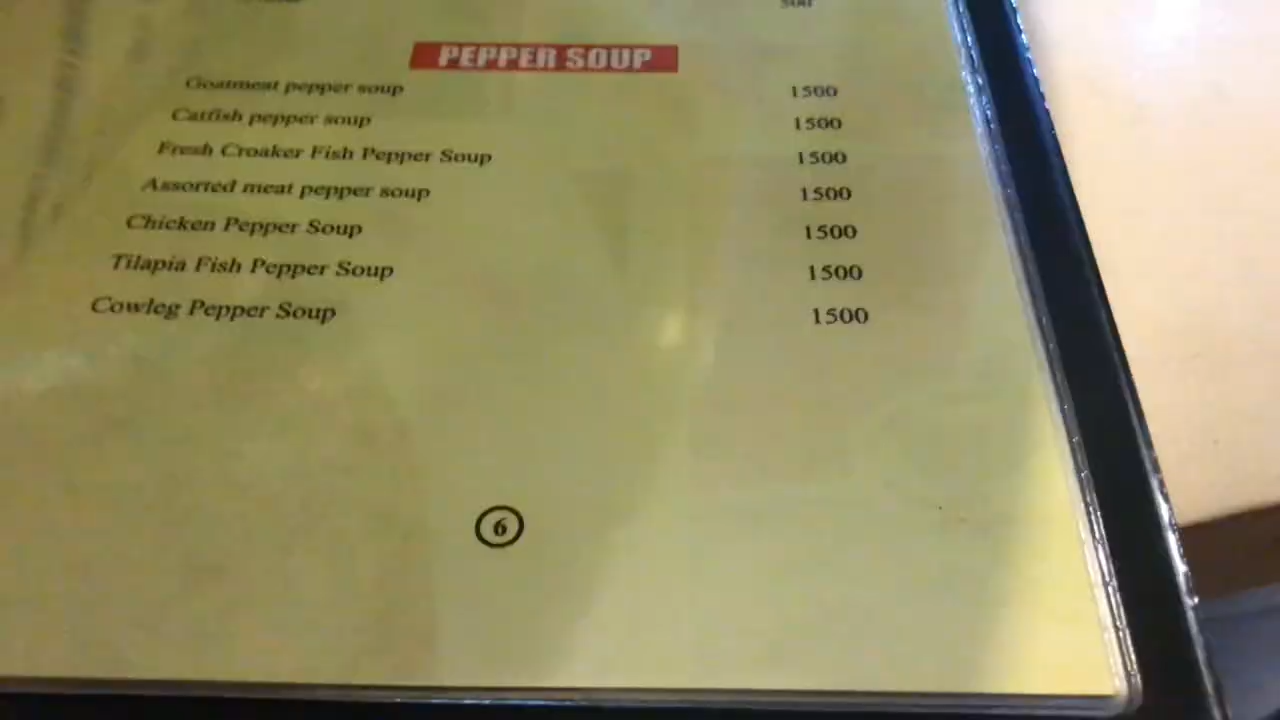 PEPPER SOUP
Goatmeat pepper soup 1500
Catfish pepper soup 1500
Fresh Croaker Fish Pepper Soup 1500
Assorted meat pepper soup 1500
Chicken Pepper Soup 1500
Tilapia Fish Pepper Soup 1500
Cowleg Pepper Soup 1500
6